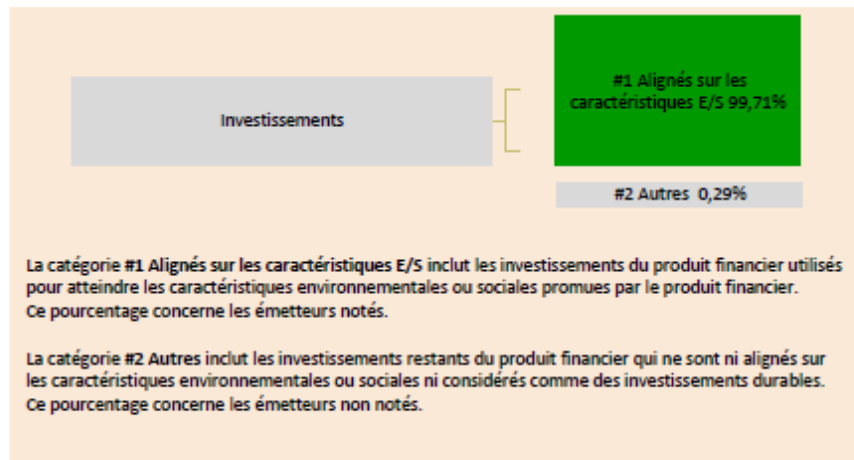 #1 Alignés sur les
caractéristiques E/S 99,71%
Investissements
#2 Autres 0,29%
La catégorie #1 Alignés sur les caractéristiques E/S inclut les investissements du produit financier utilisés
pour atteindre les caractéristiques environnementales ou sociales promues par le produit financier.
Ce pourcentage concerne les émetteurs notés.
La catégorie #2 Autres inclut les investissements restants du produit financier qui ne sont ni alignés sur
les caractéristiques environnementales ou sociales ni considérés comme des investissements durables.
Ce pourcentage concerne les émetteurs non notés.